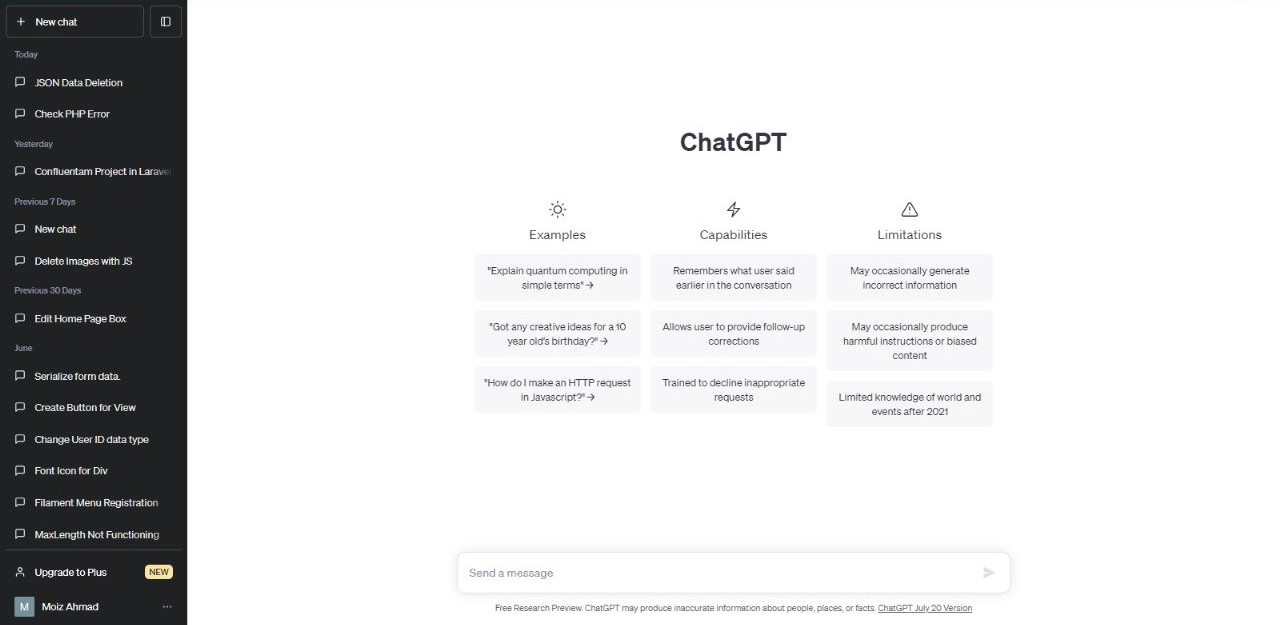 New chat
Today
JSON Data Deletion
Check PHP Error
Yesterday
Confluentam Project in Laravel
Previous 7 Days
New chat
Delete Images with JS
Previous 30 Days
Edit Home Page Box
June
Serialize form data.
Create Button for View
Change User ID data type
Font Icon for Div
Filament Menu Registration
MaxLength Not Functioning
Upgrade to Plus NEW
M Moiz Ahmad
ChatGPT
Examples
"Explain quantum computing in
simple terms" →
"Got any creative ideas for a 10
year old's birthday?" →
"How do I make an HTTP request
in Javascript?" →
Capabilities
Remembers what user said
earlier in the conversation
Allows user to provide follow-up
corrections
Trained to decline inappropriate
requests
Limitations
May occasionally generate
incorrect information
May occasionally produce
harmful instructions or biased
content
Limited knowledge of world and
events after 2021
Send a message
Free Research Preview. ChatGPT may produce inaccurate information about people, places, or facts. ChatGPT July 20 Version